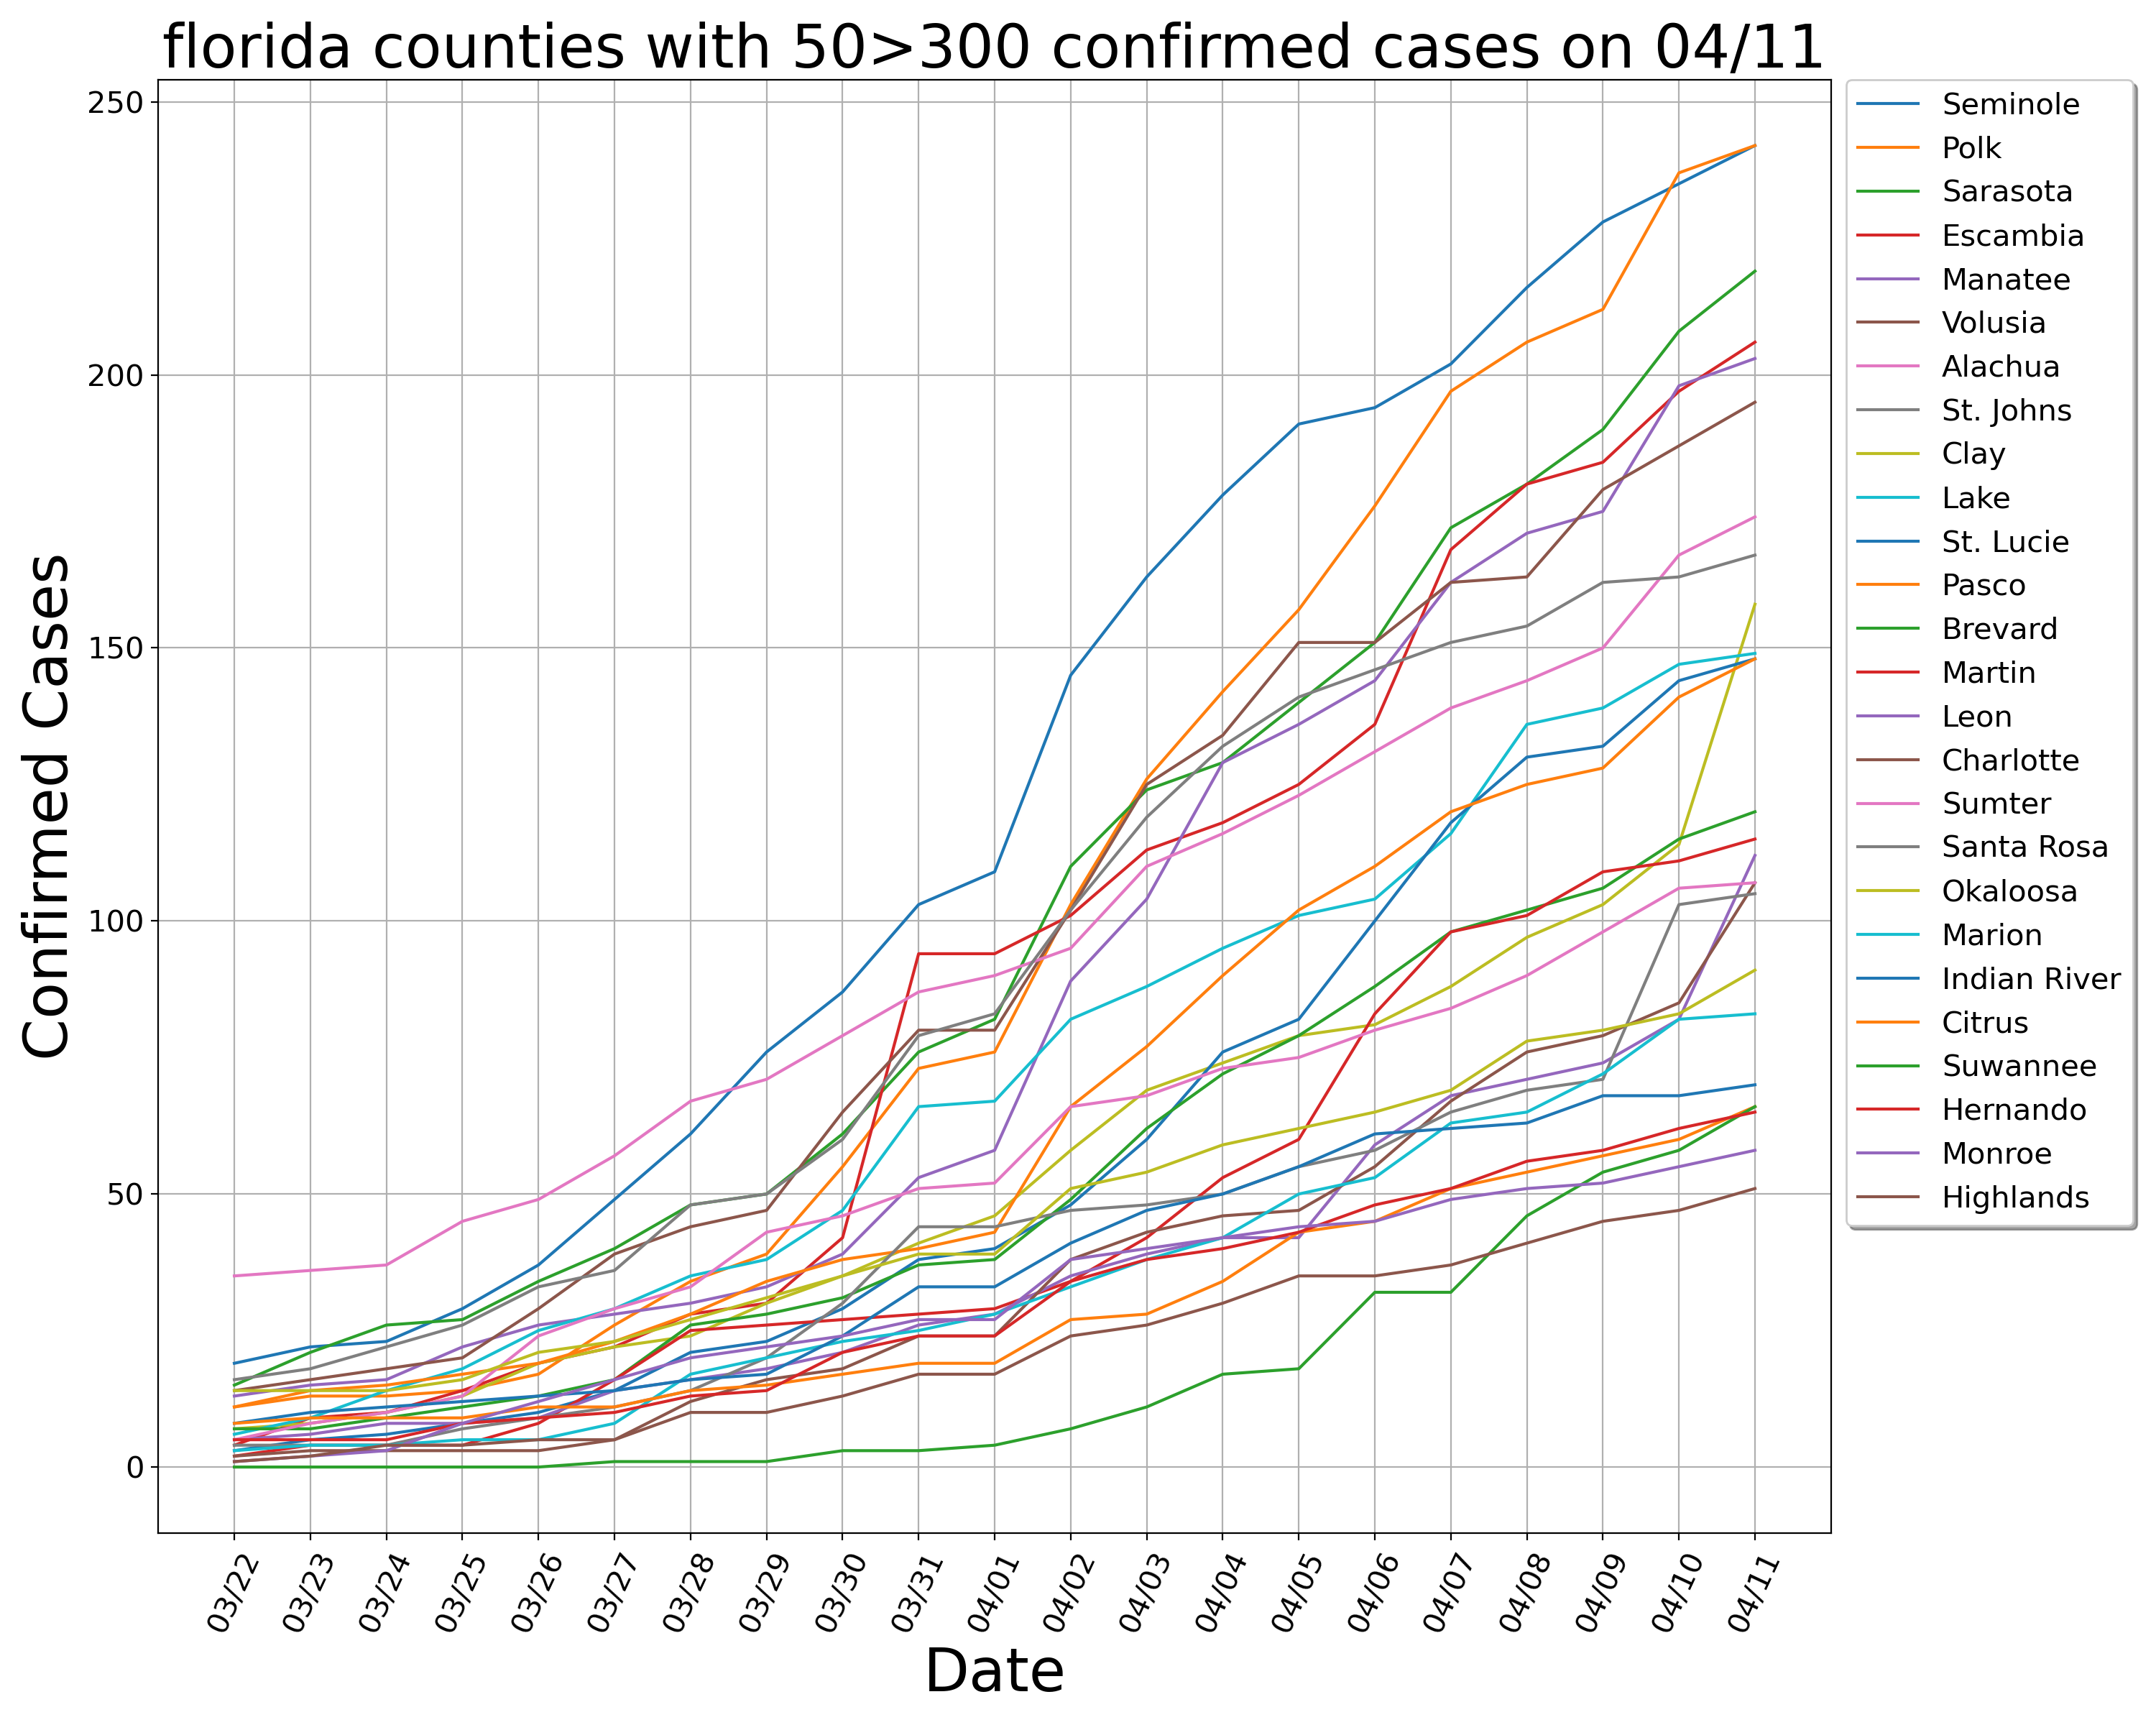 florida counties with 50>300 confirmed cases on 04/11
Confirmed Cases
250
200
150
100
50
0
03/22
03/23
03/24
03/25
03/26
03/27
03/28
03/29
03/30
03/31
04/01
04/02
04/03
04/04
04/05
04/06
04/07
04/08
04/09
04/10
04/11
Date
Seminole
Polk
Sarasota
Escambia
Manatee
Volusia
Alachua
St. Johns
Clay
Lake
St. Lucie
Pasco
Brevard
Martin
Leon
Charlotte
Sumter
Santa Rosa
Okaloosa
Marion
Indian River
Citrus
Suwannee
Hernando
Monroe
Highlands